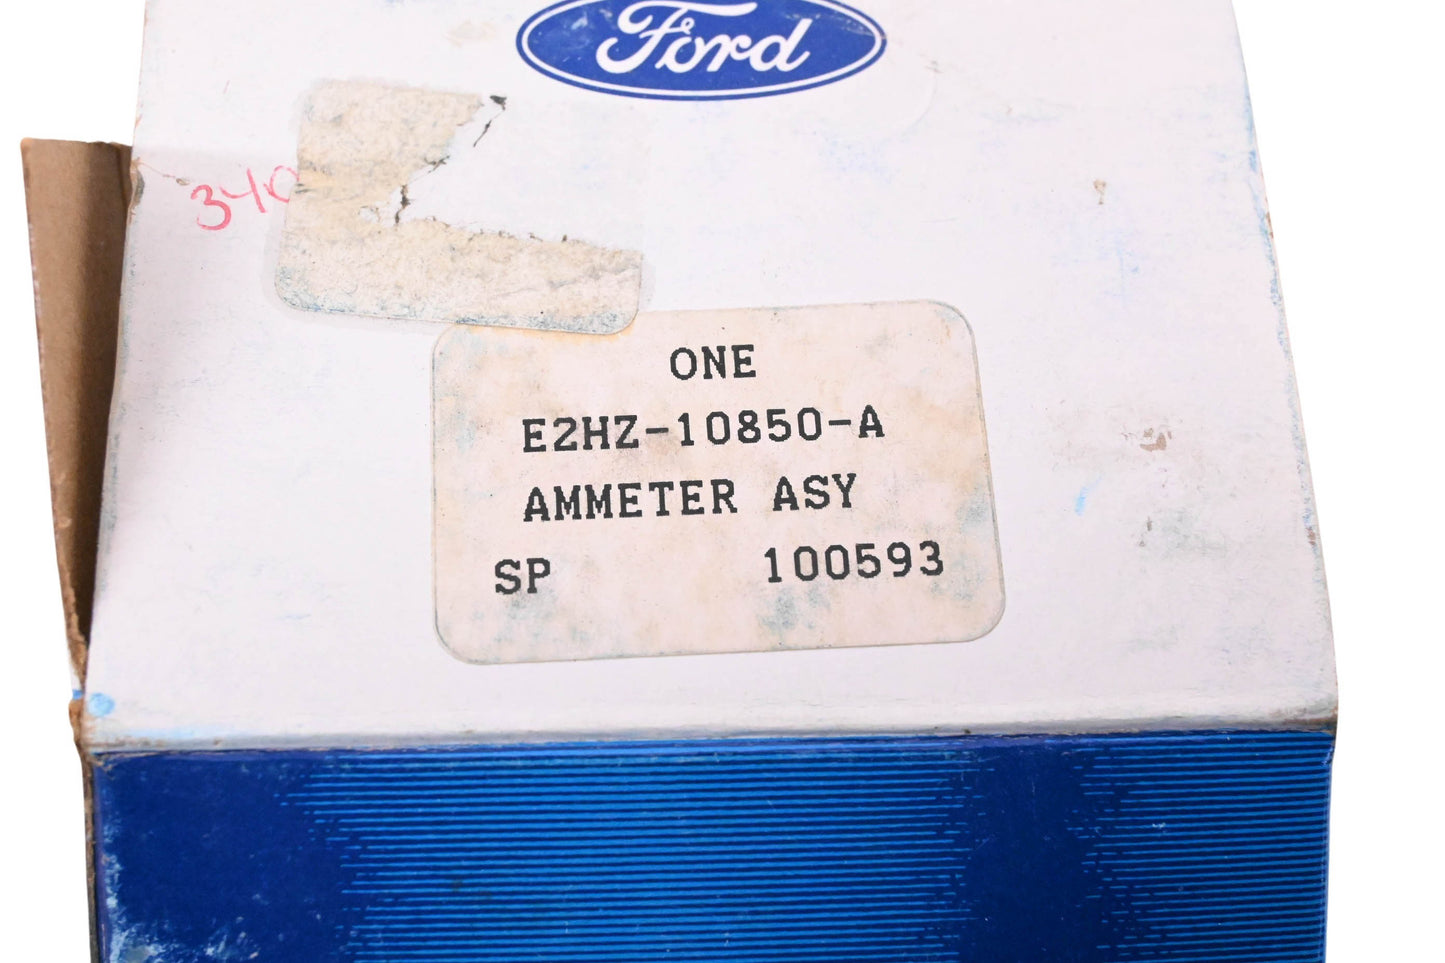 Ford
340
ONE
E2HZ-10850-A
AMMETER ASY
SP 100593